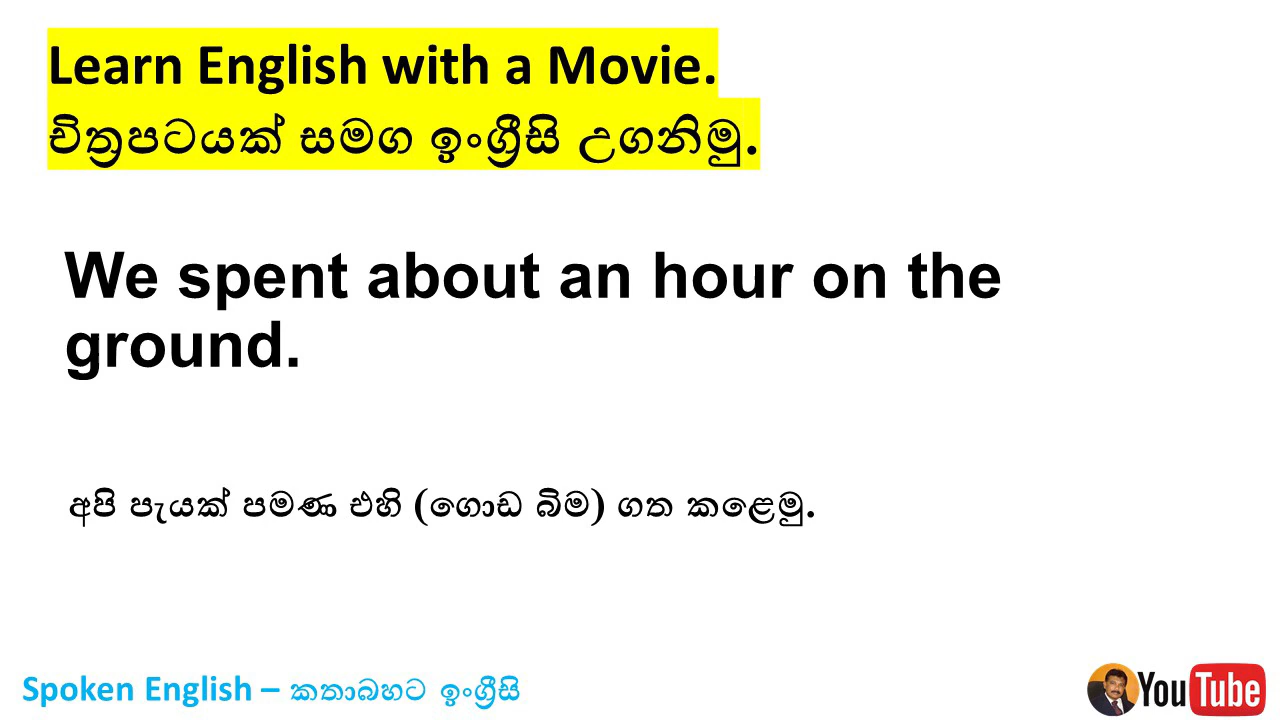 Learn English with a Movie.
චිත්‍රපටයක් සමග ඉංග්‍රීසි උගනිමු.
We spent about an hour on the
ground.
අපි පැයක් පමණ එහි (ගොඩ බිම) ගත කළෙමු.
Spoken English – කතාබහට ඉංග්‍රීසි
YouTube